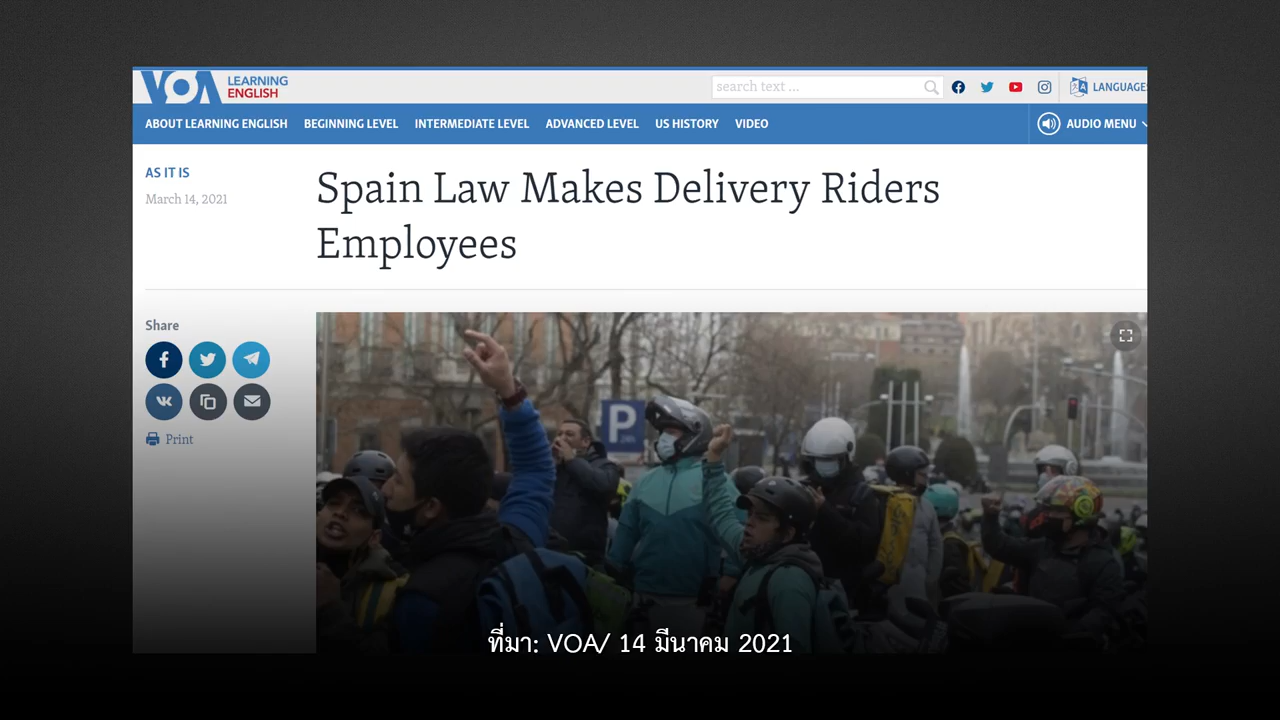 VOA LEARNING
ENGLISH
search text ...
LANGUAGES
ABOUT LEARNING ENGLISH BEGINNING LEVEL INTERMEDIATE LEVEL ADVANCED LEVEL US HISTORY VIDEO AUDIO MENU
AS IT IS
March 14, 2021
Spain Law Makes Delivery Riders
Employees
Share
Print
P
ที่มา: VOA/ 14 มีนาคม 2021